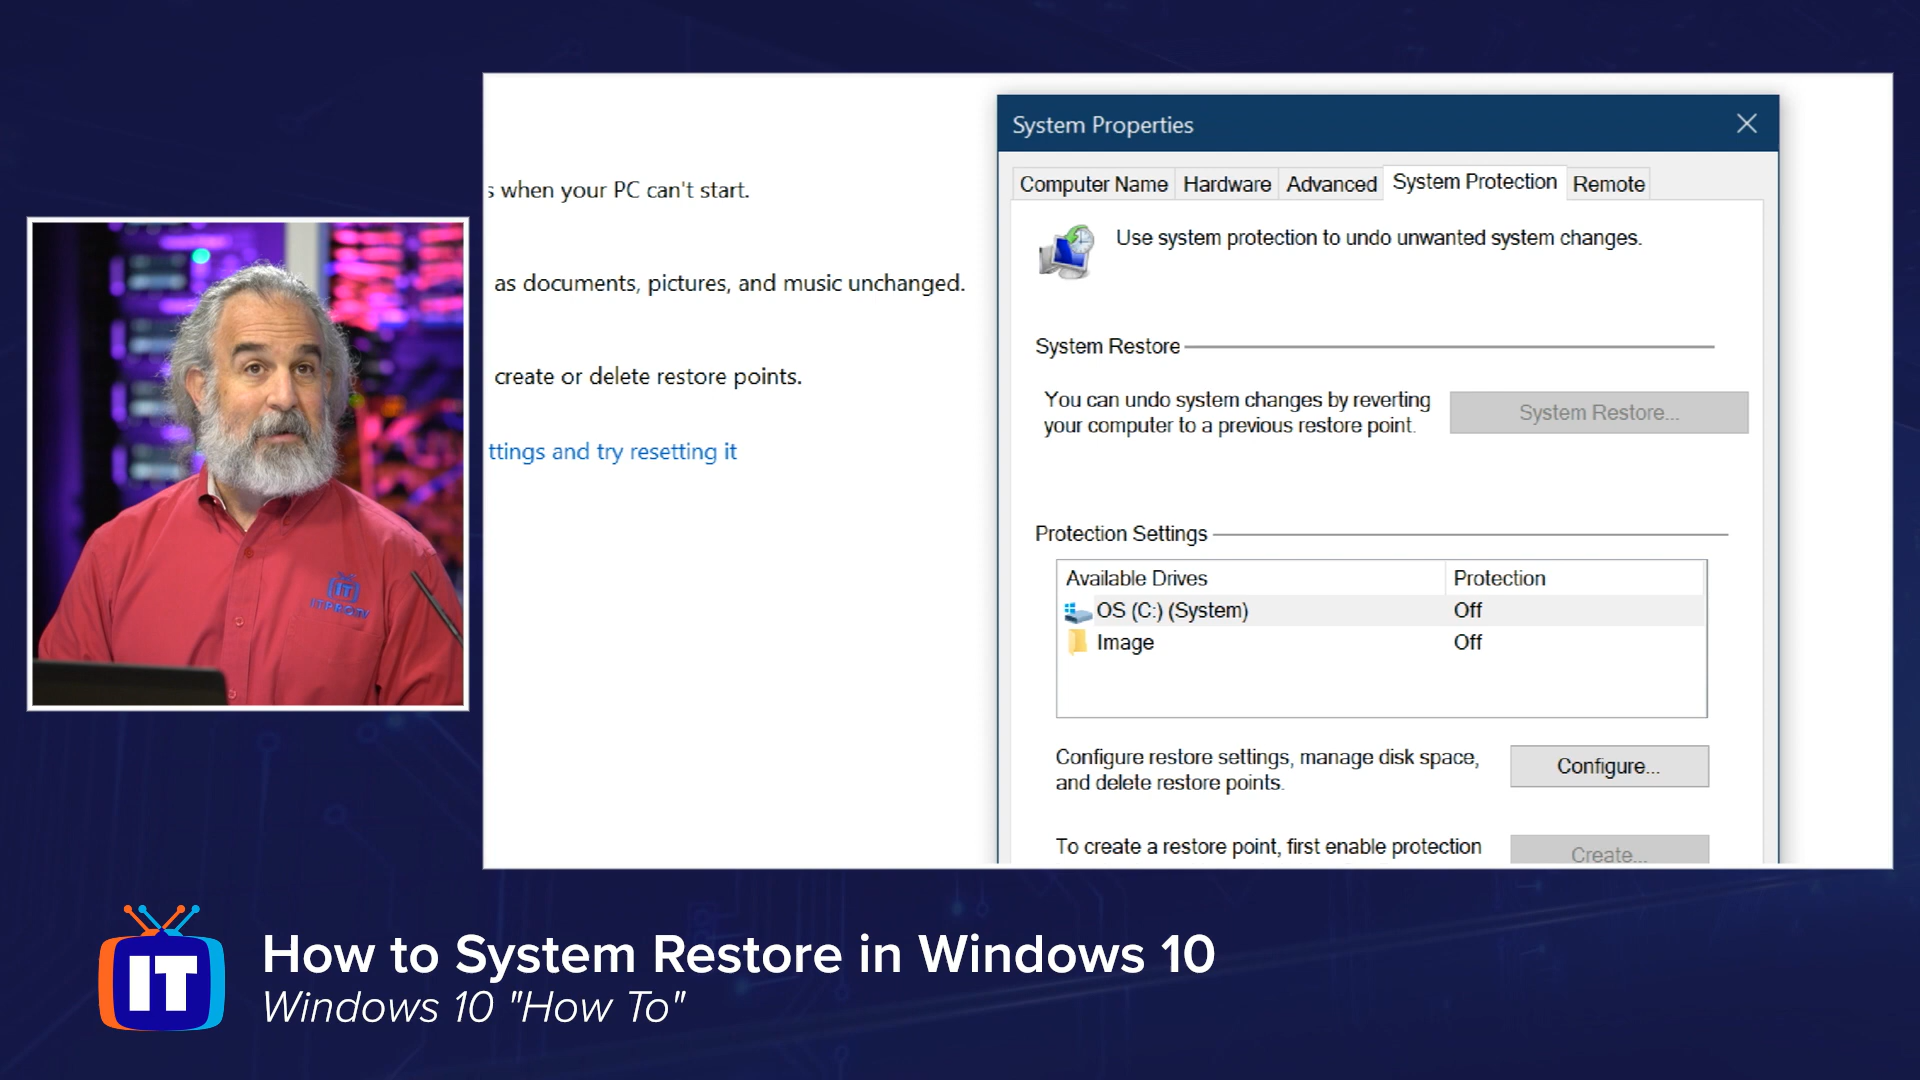 s when your PC can't start.
as documents, pictures, and music unchanged.
create or delete restore points.
ttings and try resetting it
System Properties
Computer Name Hardware Advanced System Protection Remote
Use system protection to undo unwanted system changes.
System Restore
You can undo system changes by reverting
your computer to a previous restore point.
System Restore...
Protection Settings
Available Drives Protection
OS (C:) (System) Off
Image Off
Configure restore settings, manage disk space,
and delete restore points.
Configure...
To create a restore point, first enable protection
Create...
IT
ITPROTV
IT
How to System Restore in Windows 10
Windows 10 "How To"